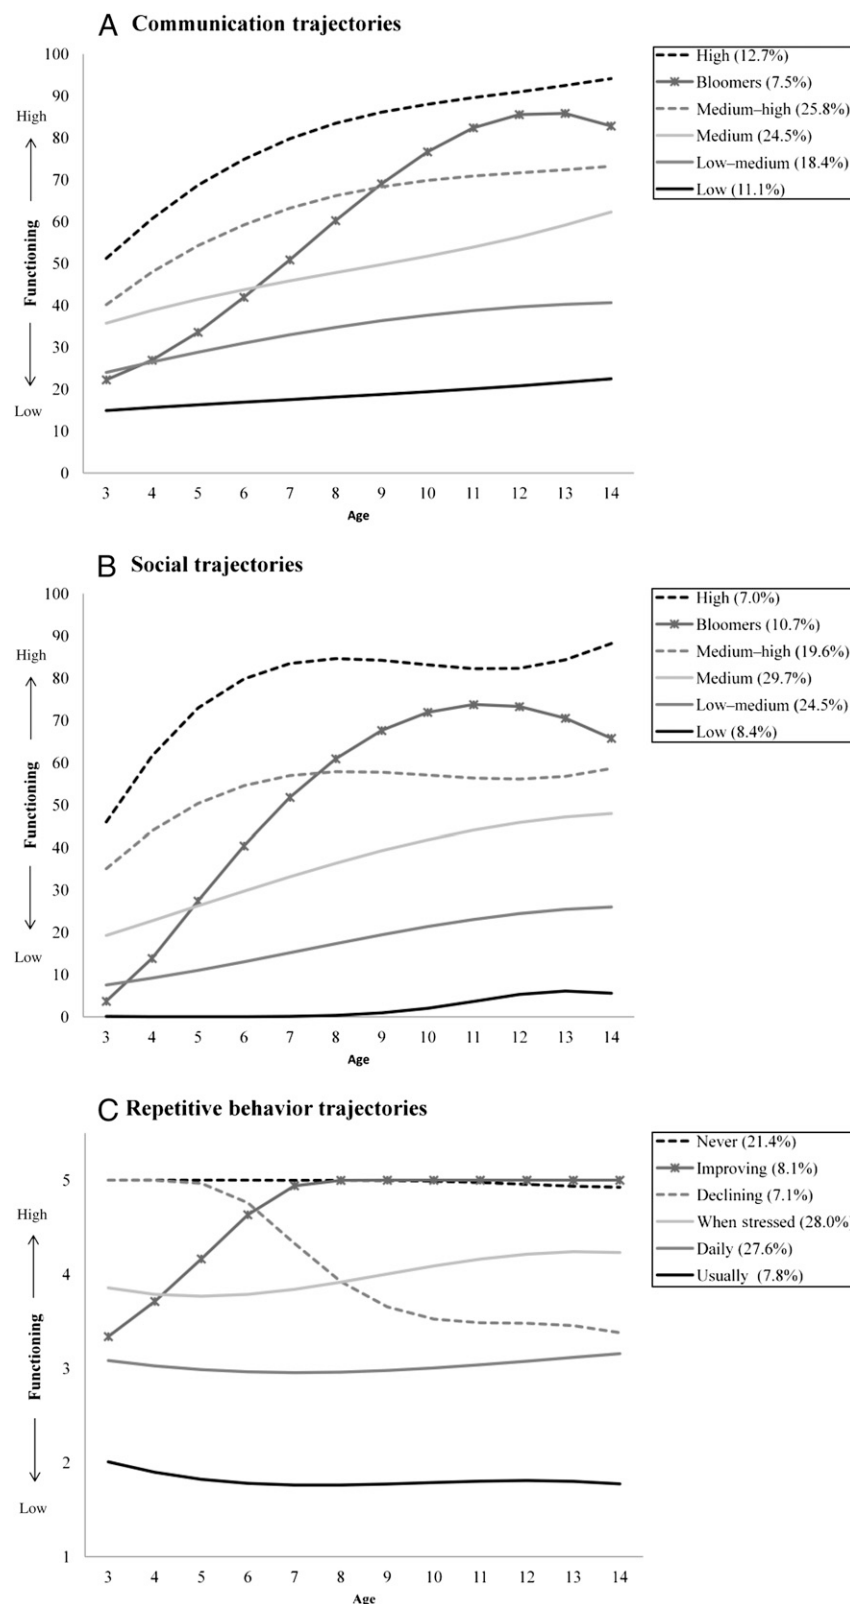 A Communication trajectories
100
90
80
70
60
50
40
30
20
10
0
High
Functioning
Low
3 4 5 6 7 8 9 10 11 12 13 14
Age
High (12.7%)
Bloomers (7.5%)
Medium–high (25.8%)
Medium (24.5%)
Low–medium (18.4%)
Low (11.1%)
B Social trajectories
100
90
80
70
60
50
40
30
20
10
0
High
Functioning
Low
3 4 5 6 7 8 9 10 11 12 13 14
Age
High (7.0%)
Bloomers (10.7%)
Medium–high (19.6%)
Medium (29.7%)
Low–medium (24.5%)
Low (8.4%)
C Repetitive behavior trajectories
5
4
3
2
1
High
Functioning
Low
3 4 5 6 7 8 9 10 11 12 13 14
Age
Never (21.4%)
Improving (8.1%)
Declining (7.1%)
When stressed (28.0%
Daily (27.6%)
Usually (7.8%)